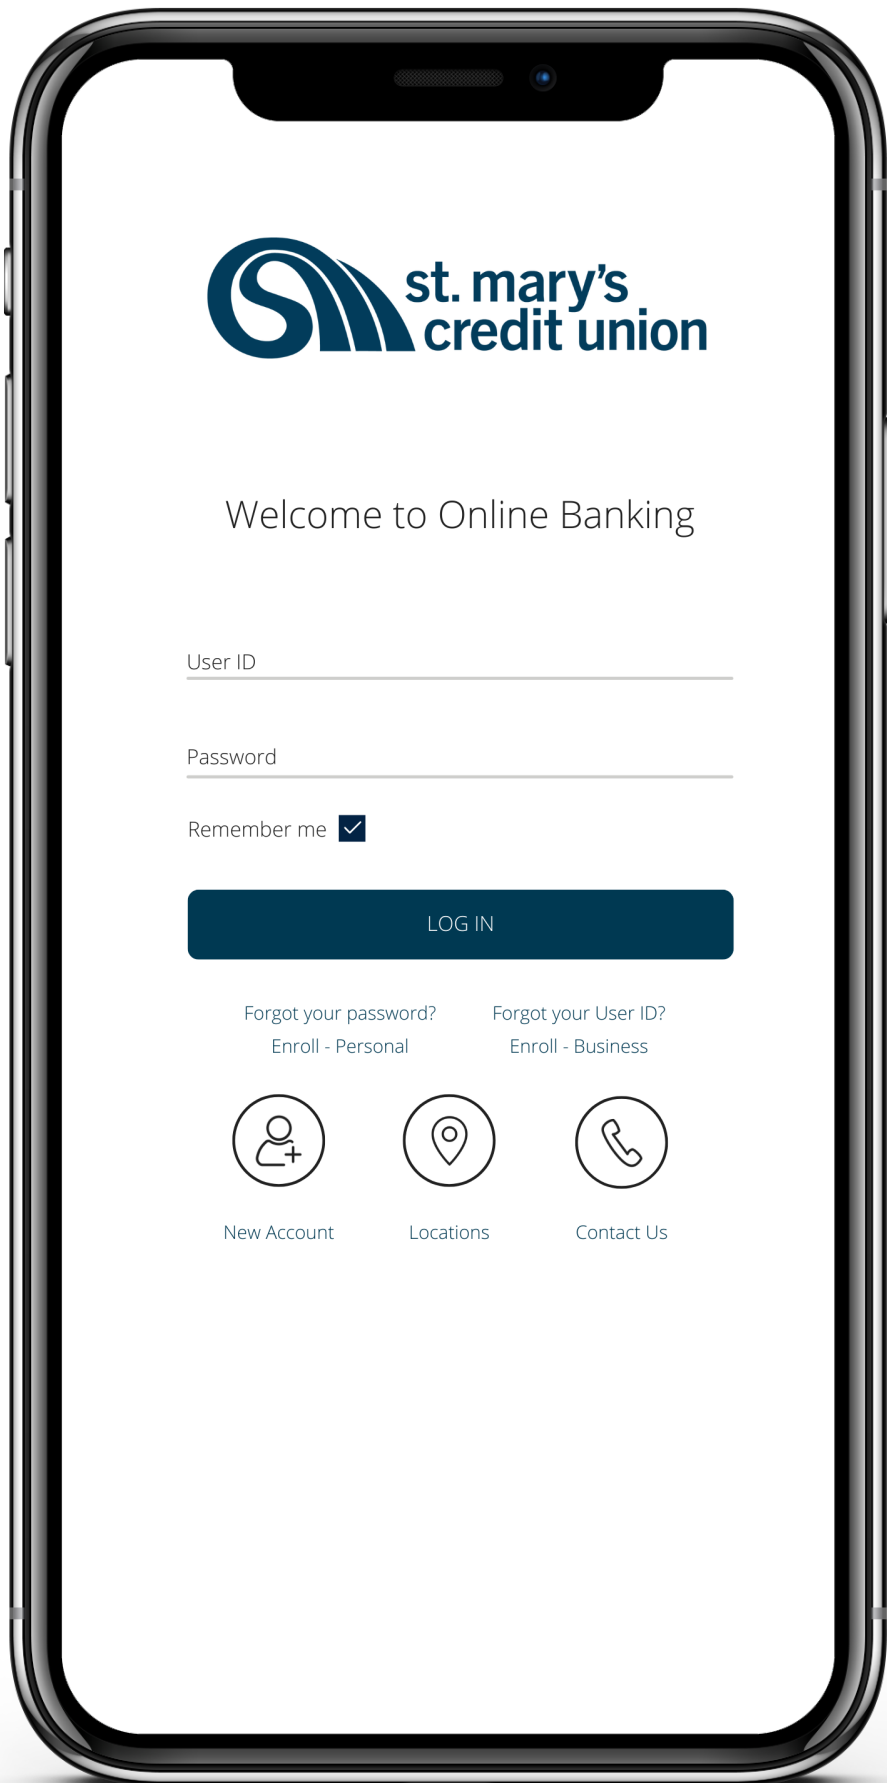 st. mary's
credit union
Welcome to Online Banking
User ID
Password
Remember me
LOG IN
Forgot your password? Forgot your User ID?
Enroll - Personal Enroll - Business
New Account Locations Contact Us